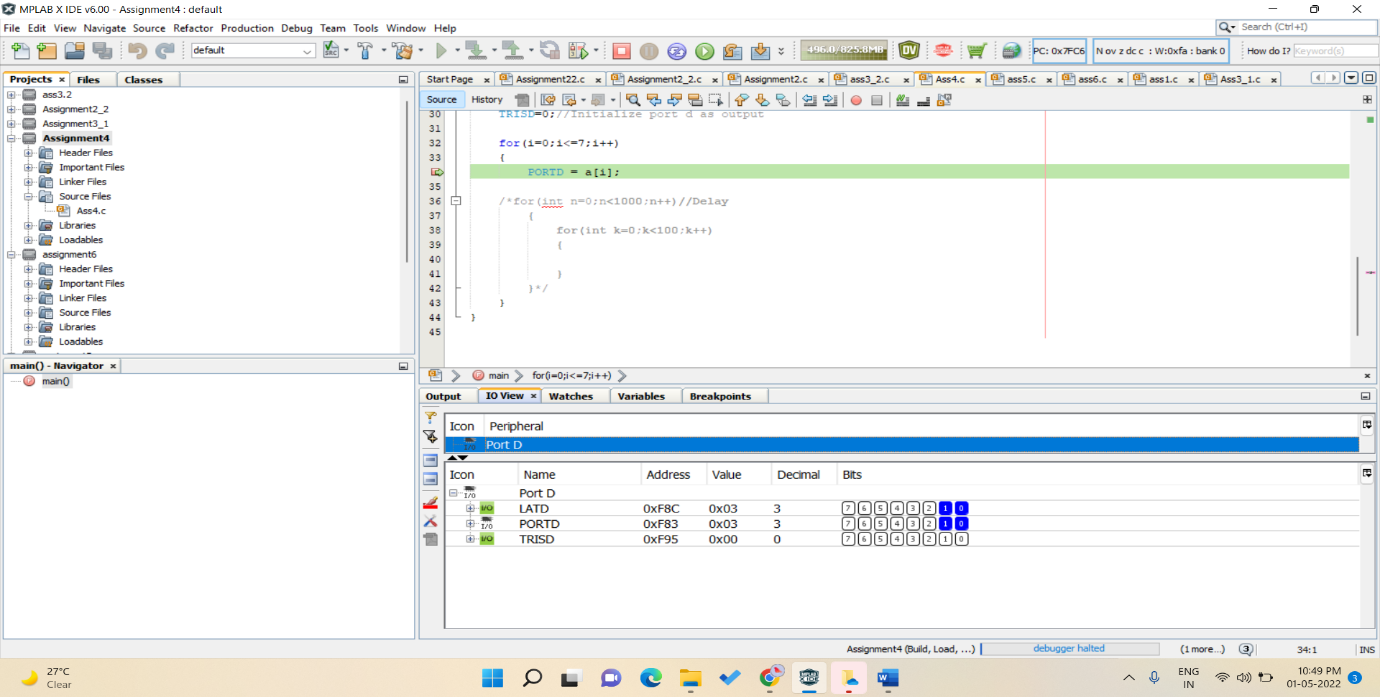 MPLAB X IDE v6.00 - Assignment4 : default
File Edit View Navigate Source Refactor Production Debug Team Tools Window Help
Search (Ctrl+I)
default
496.0/825.8MB
DV
PC: 0x7FC6
N ov z dc c : W:0xfa : bank 0
How do I?
Keyword(s)
Projects × Files Classes
Start Page × Assignment22.c × Assignment2_2.c × Assignment2.c × ass3_2.c × Ass4.c × ass5.c × ass6.c × ass1.c × Ass3_1.c ×
Source History
ass3.2
Assignment2_2
Assignment3_1
Assignment4
Header Files
Important Files
Linker Files
Source Files
Ass4.c
Libraries
Loadables
assignment6
Header Files
Important Files
Linker Files
Source Files
Libraries
Loadables
30 TRISD=0;//Initialize port d as output
31
32 for(i=0;i<=7;i++)
33 {
PORTD = a[i];
35
36 /*for(int n=0;n<1000;n++)//Delay
37 {
38 for(int k=0;k<100;k++)
39 {
40
41 }
42 }*/
43 }
44 }
45
main() - Navigator ×
main()
main for(i=0;i<=7;i++)
Output IO View × Watches Variables Breakpoints
Icon Peripheral
Port D
Icon Name Address Value Decimal Bits
Port D
I/O LATD 0xF8C 0x03 3 7 6 5 4 3 2 1 0
I/O PORTD 0xF83 0x03 3 7 6 5 4 3 2 1 0
I/O TRISD 0xF95 0x00 0 7 6 5 4 3 2 1 0
Assignment4 (Build, Load, ...) debugger halted (1 more...) 3 34:1 INS
27°C
Clear
ENG
IN
10:49 PM
01-05-2022
3